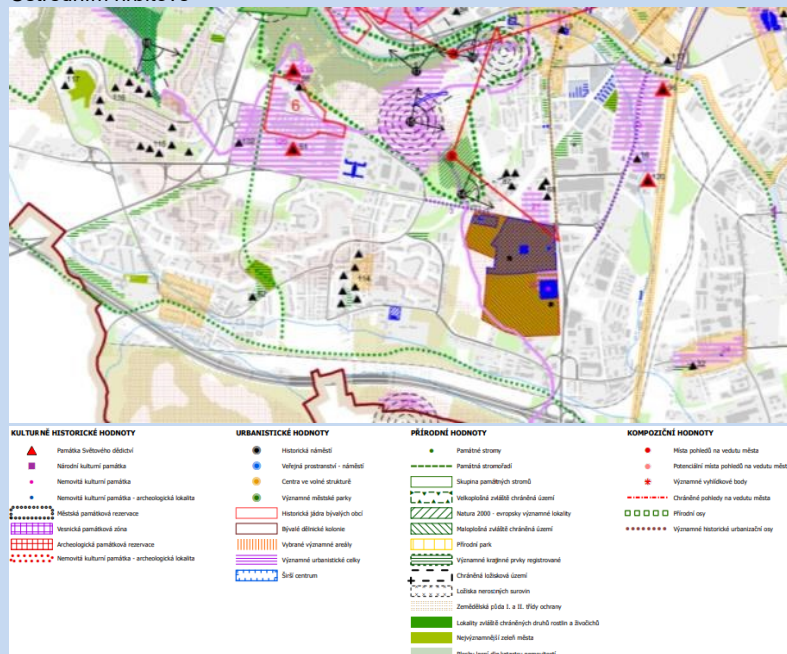 6
117
116
115
114
KULTURNĚ HISTORICKÉ HODNOTY
Památka Světového dědictví
Národní kulturní památka
Nemovitá kulturní památka
Nemovitá kulturní památka - archeologická lokalita
Městská památková rezervace
Vesnická památková zóna
Archeologická památková rezervace
Nemovitá kulturní památka - archeologická lokalita
URBANISTICKÉ HODNOTY
Historická náměstí
Veřejná prostranství - náměstí
Centra ve volné struktuře
Významné městské parky
Historická jádra bývalých obcí
Bývalé dělnické kolonie
Vybrané významné areály
Významné urbanistické celky
Širší centrum
PŘÍRODNÍ HODNOTY
Památné stromy
Památná stromořadí
Skupina památných stromů
Velkoplošná zvláště chráněná území
Natura 2000 - evropsky významné lokality
Maloplošná zvláště chráněná území
Přírodní park
Významné krajinné prvky registrované
Chráněná ložisková území
Ložiska nerostných surovin
Zemědělská půda I. a II. třídy ochrany
Lokality zvláště chráněných druhů rostlin a živočichů
Nejvýznamnější zeleň města
KOMPOZIČNÍ HODNOTY
Místa pohledů na vedutu města
Potenciální místa pohledů na vedutu měst
Významné vyhlídkové body
Chráněné pohledy na vedutu města
Přírodní osy
Významné historické urbanizační osy